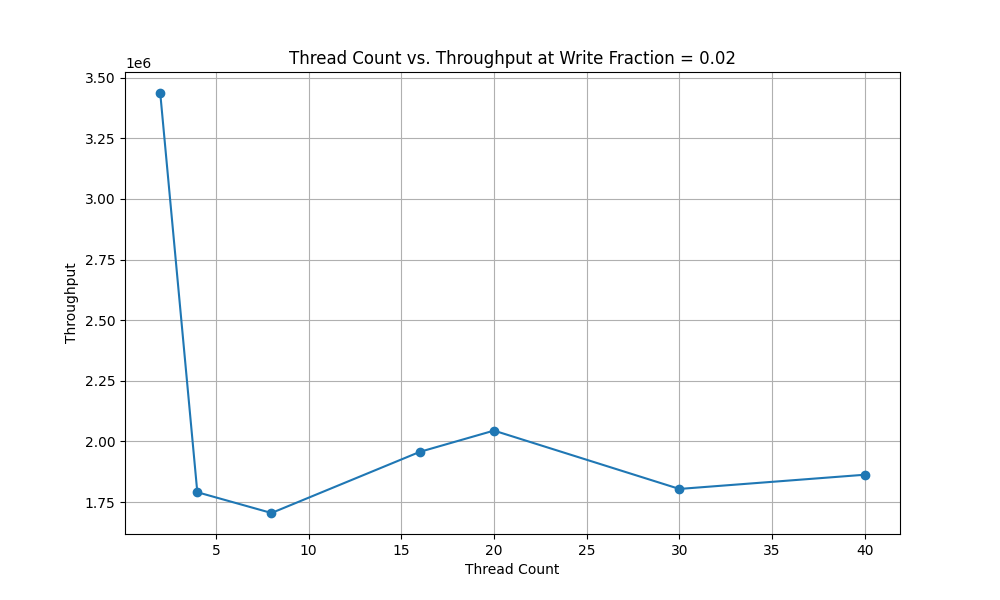 Thread Count vs. Throughput at Write Fraction = 0.02
1e6
3.50
3.25
3.00
2.75
2.50
2.25
2.00
1.75
Throughput
5 10 15 20 25 30 35 40
Thread Count